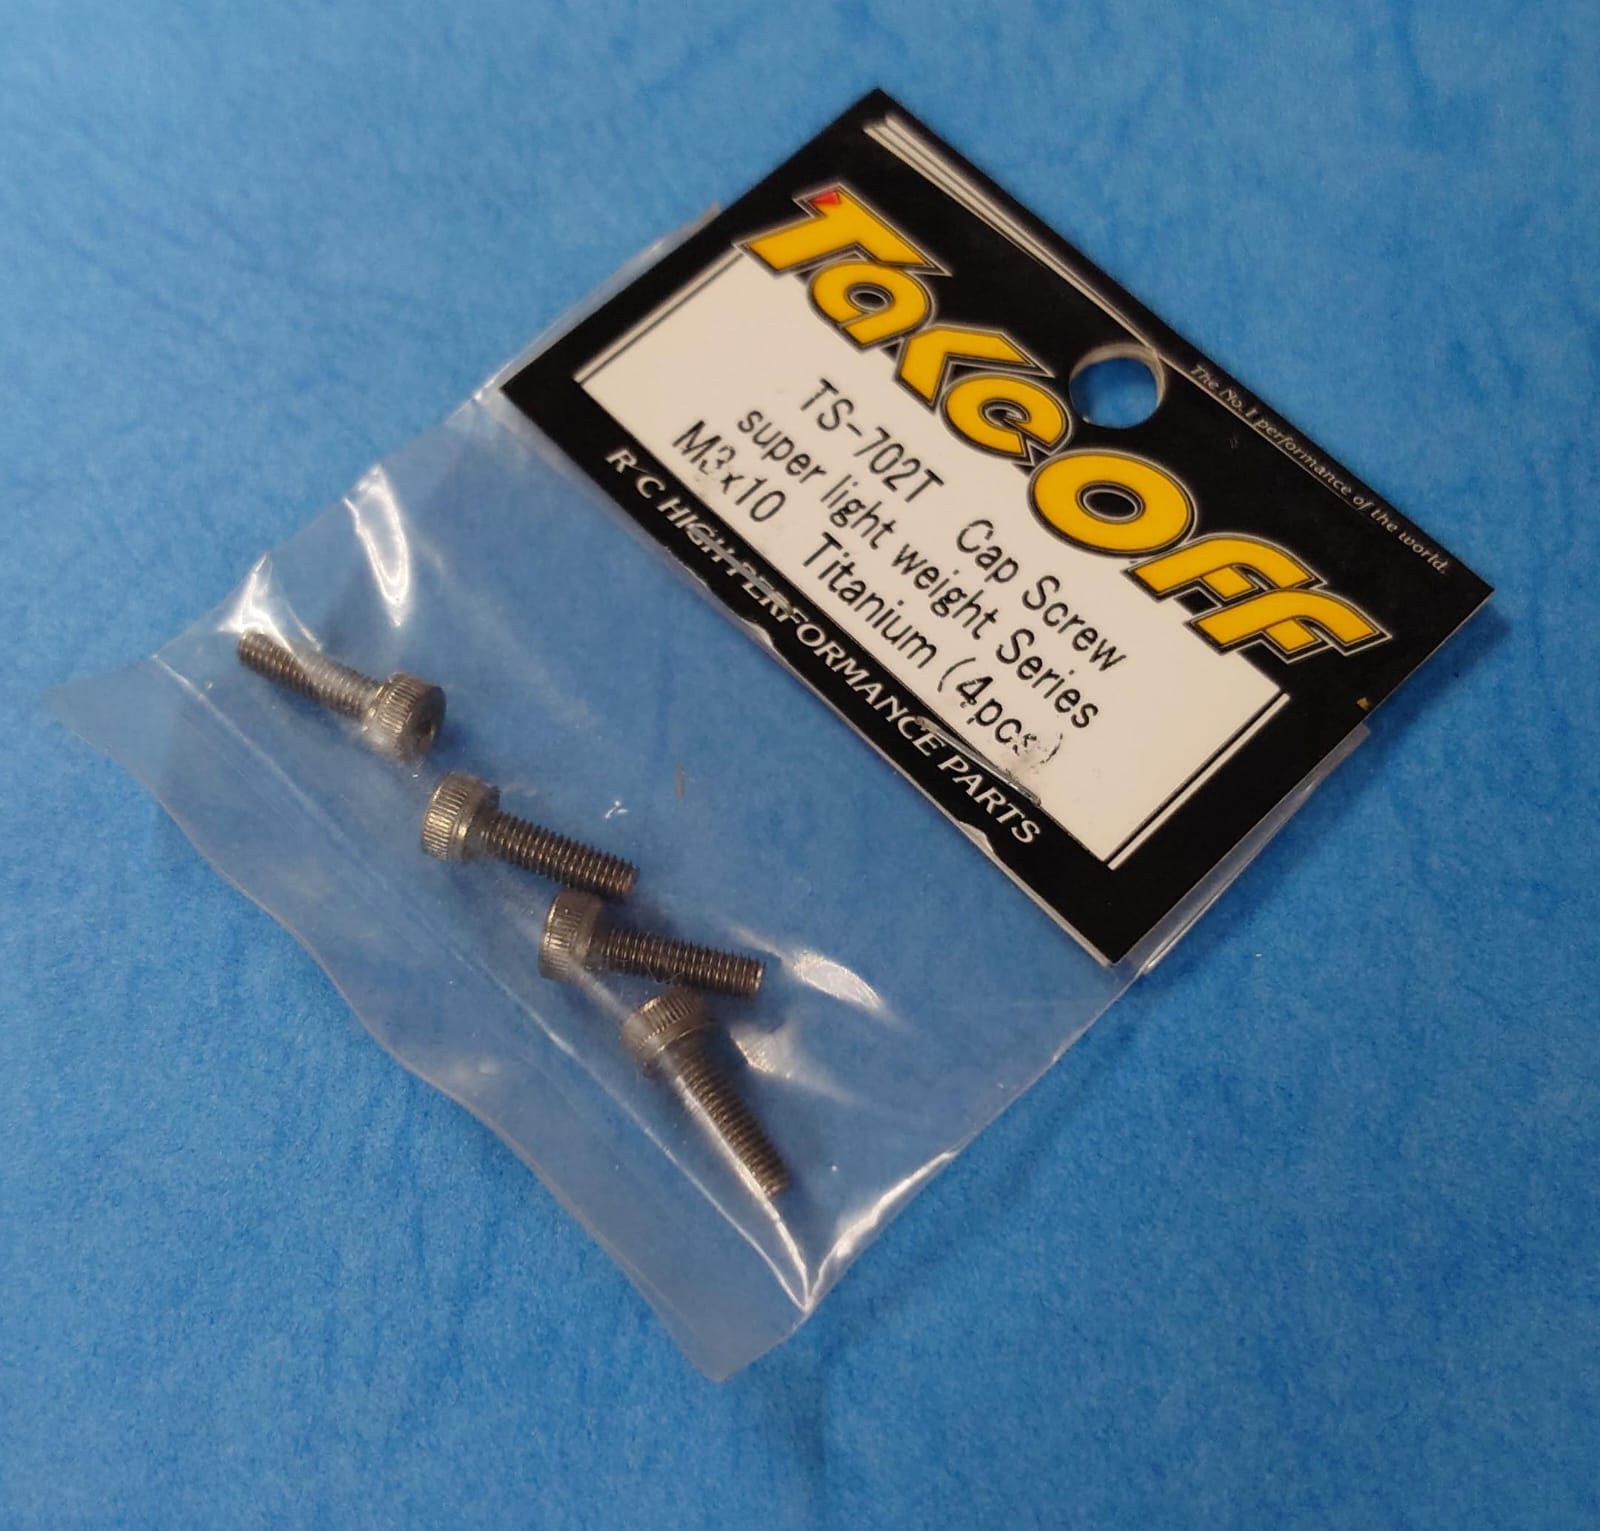 The No.1 performance of the world.
TaKeOFF
TS-702T Cap Screw
super light weight Series
M3x10 Titanium (4pcs)
R·C HIGH PERFORMANCE PARTS